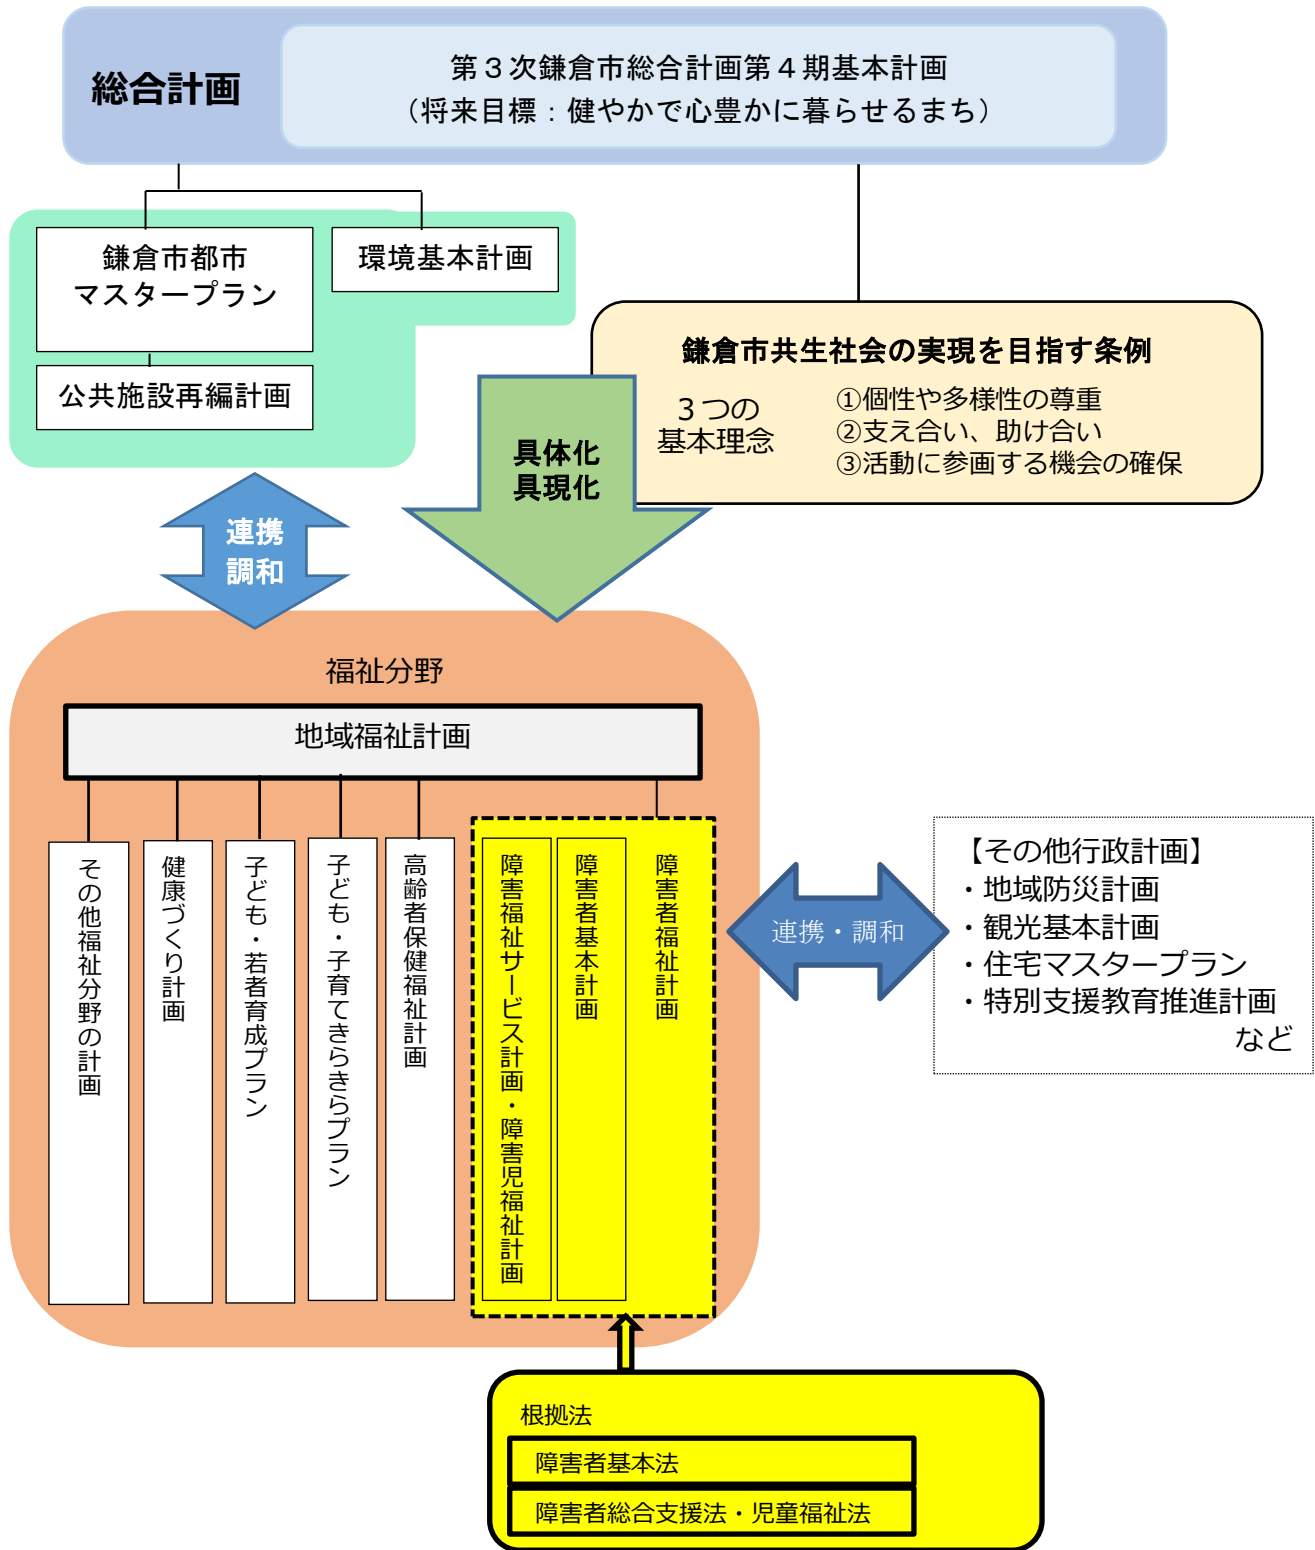 総合計画
第３次鎌倉市総合計画第４期基本計画
（将来目標：健やかで心豊かに暮らせるまち）
鎌倉市都市
マスタープラン
環境基本計画
公共施設再編計画
鎌倉市共生社会の実現を目指す条例
３つの
基本理念
①個性や多様性の尊重
②支え合い、助け合い
③活動に参画する機会の確保
具体化
具現化
連携
調和
福祉分野
地域福祉計画
その他福祉分野の計画
健康づくり計画
子ども・若者育成プラン
子ども・子育てきらきらプラン
高齢者保健福祉計画
障害福祉サービス計画・障害児福祉計画
障害者基本計画
障害者福祉計画
連携・調和
【その他行政計画】
・地域防災計画
・観光基本計画
・住宅マスタープラン
・特別支援教育推進計画
など
根拠法
障害者基本法
障害者総合支援法・児童福祉法